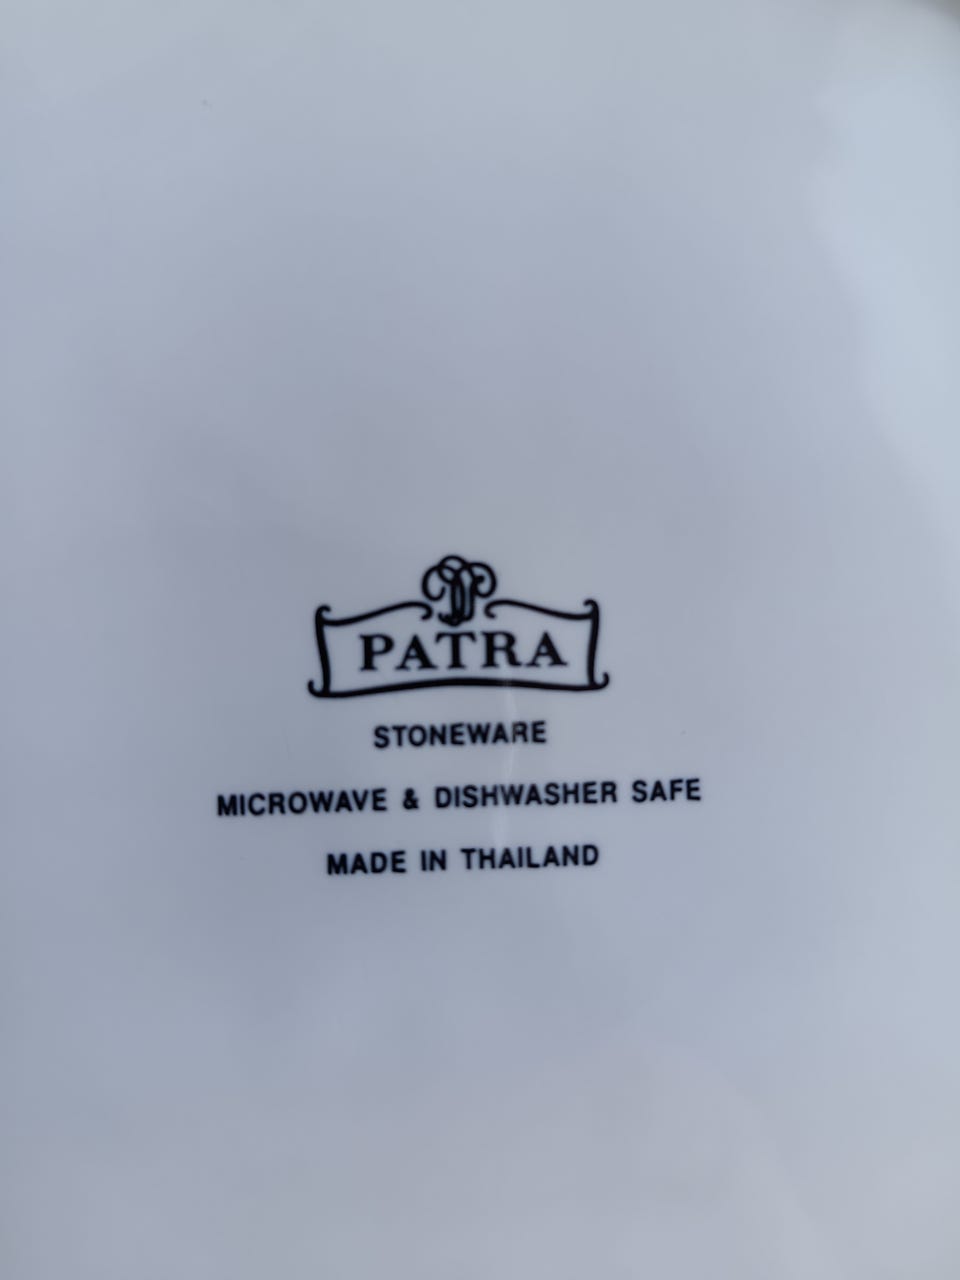 PATRA
STONEWARE
MICROWAVE & DISHWASHER SAFE
MADE IN THAILAND